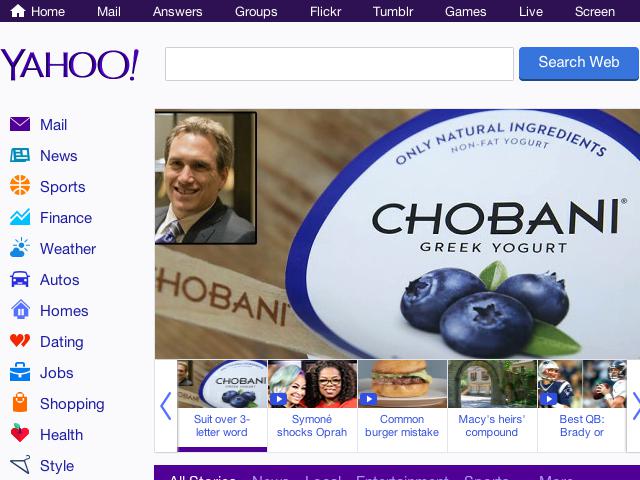 Home Mail Answers Groups Flickr Tumblr Games Live Screen
YAHOO!
Search Web
Mail
News
Sports
Finance
Weather
Autos
Homes
Dating
Jobs
Shopping
Health
Style
ONLY NATURAL INGREDIENTS
NON-FAT YOGURT
CHOBANI®
GREEK YOGURT
HOBANI
CHOBANI
Suit over 3-
letter word
Symoné
shocks Oprah
Common
burger mistake
Macy's heirs'
compound
Best QB:
Brady or
All Stories News Local Entertainment Sports More